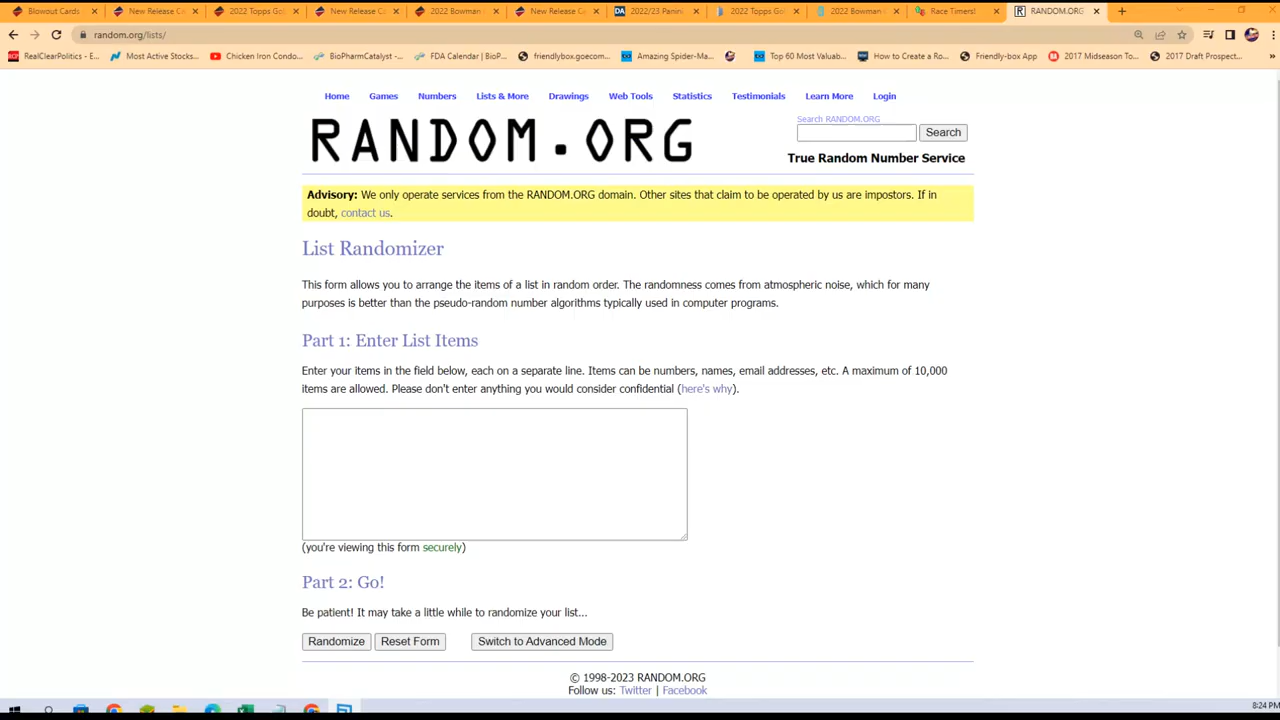 Blowout Cards
New Release Ca
2022 Topps Go
New Release Ca
2022 Bowman
New Release Ca
2022/23 Panini
2022 Topps Go
2022 Bowman
Race Timers!
RANDOM.ORG
random.org/lists/
RealClearPolitics - E...
Most Active Stocks...
Chicken Iron Condo...
BioPharmCatalyst -...
FDA Calendar | BioP...
friendlybox.goecom...
Amazing Spider-Ma...
Top 60 Most Valuab...
How to Create a Ro...
Friendly-box App
2017 Midseason To...
2017 Draft Prospect...
Home
Games
Numbers
Lists & More
Drawings
Web Tools
Statistics
Testimonials
Learn More
Login
RANDOM.ORG
Search RANDOM.ORG
Search
True Random Number Service
Advisory: We only operate services from the RANDOM.ORG domain. Other sites that claim to be operated by us are impostors. If in
doubt, contact us.
List Randomizer
This form allows you to arrange the items of a list in random order. The randomness comes from atmospheric noise, which for many
purposes is better than the pseudo-random number algorithms typically used in computer programs.
Part 1: Enter List Items
Enter your items in the field below, each on a separate line. Items can be numbers, names, email addresses, etc. A maximum of 10,000
items are allowed. Please don't enter anything you would consider confidential (here's why).
(you're viewing this form securely)
Part 2: Go!
Be patient! It may take a little while to randomize your list...
Randomize
Reset Form
Switch to Advanced Mode
© 1998-2023 RANDOM.ORG
Follow us: Twitter | Facebook
8:24 PM